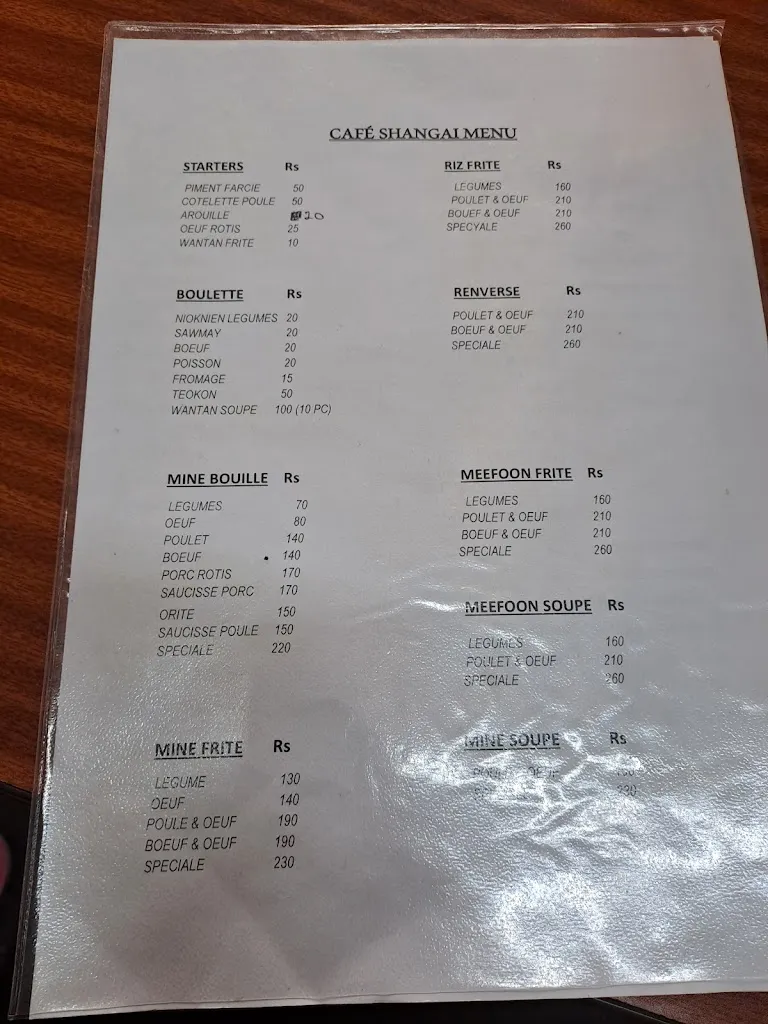 CAFÉ SHANGAI MENU
STARTERS Rs
PIMENT FARCIE 50
COTELETTE POULE 50
AROUILLE 20
OEUF ROTIS 25
WANTAN FRITE 10
BOULETTE Rs
NIOKNIEN LEGUMES 20
SAWMAY 20
BOEUF 20
POISSON 20
FROMAGE 15
TEOKON 50
WANTAN SOUPE 100 (10 PC)
MINE BOUILLE Rs
LEGUMES 70
OEUF 80
POULET 140
BOEUF 140
PORC ROTIS 170
SAUCISSE PORC 170
ORITE 150
SAUCISSE POULE 150
SPECIALE 220
MINE FRITE Rs
LEGUME 130
OEUF 140
POULE & OEUF 190
BOEUF & OEUF 190
SPECIALE 230
RIZ FRITE Rs
LEGUMES 160
POULET & OEUF 210
BOUEF & OEUF 210
SPECYALE 260
RENVERSE Rs
POULET & OEUF 210
BOEUF & OEUF 210
SPECIALE 260
MEEFOON FRITE Rs
LEGUMES 160
POULET & OEUF 210
BOEUF & OEUF 210
SPECIALE 260
MEEFOON SOUPE Rs
LEGUMES 160
POULET & OEUF 210
SPECIALE 260
MINE SOUPE Rs
OEUF
230